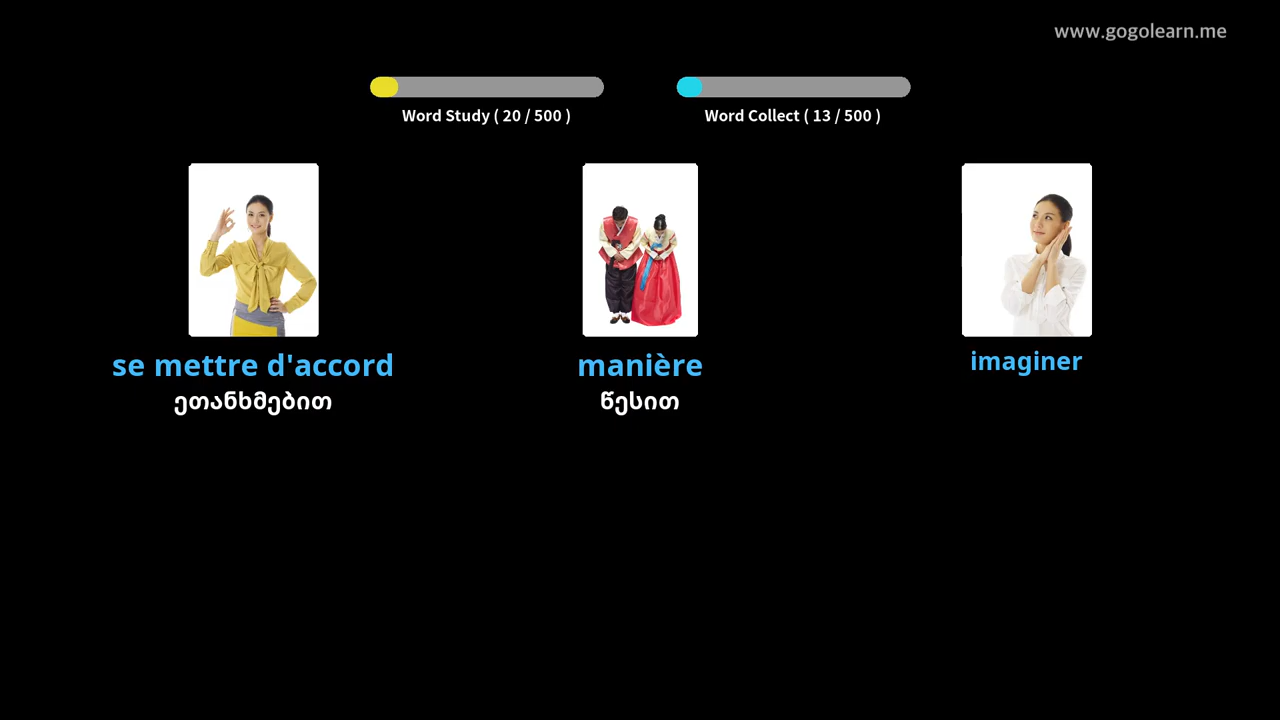 www.gogolearn.me
Word Study ( 20 / 500 )
Word Collect ( 13 / 500 )
se mettre d'accord
ეთანხმებით
manière
წესით
imaginer